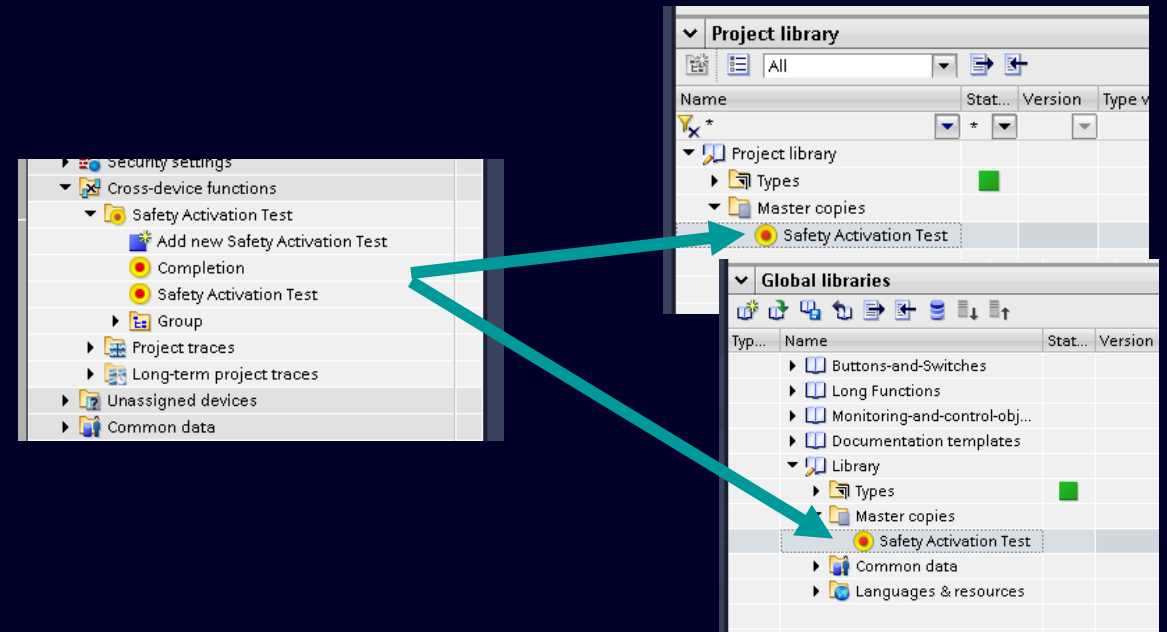 Security settings
Cross-device functions
Safety Activation Test
Add new Safety Activation Test
Completion
Safety Activation Test
Group
Project traces
Long-term project traces
Unassigned devices
Common data
Project library
All
Name Stat... Version Type v
* *
Project library
Types
Master copies
Safety Activation Test
Global libraries
Typ... Name Stat... Version
Buttons-and-Switches
Long Functions
Monitoring-and-control-obj...
Documentation templates
Library
Types
Master copies
Safety Activation Test
Common data
Languages & resources